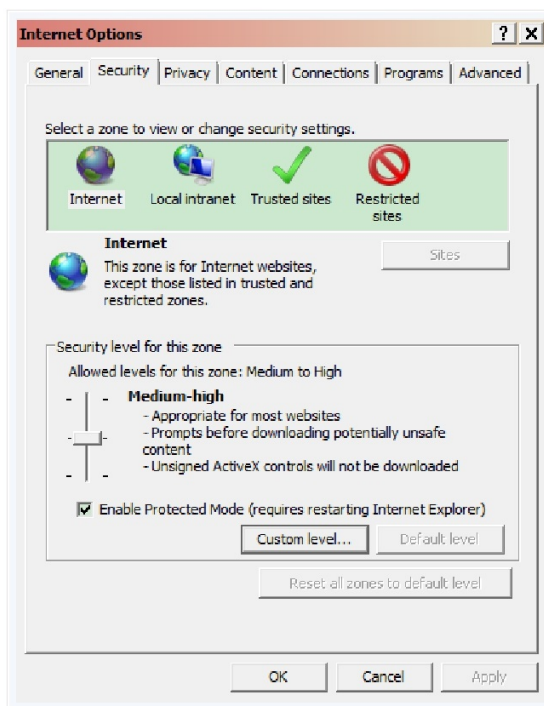 Internet Options
General Security Privacy Content Connections Programs Advanced
Select a zone to view or change security settings.
Internet Local intranet Trusted sites Restricted
sites
Internet
Sites
This zone is for Internet websites,
except those listed in trusted and
restricted zones.
Security level for this zone
Allowed levels for this zone: Medium to High
Medium-high
- Appropriate for most websites
- Prompts before downloading potentially unsafe
content
- Unsigned ActiveX controls will not be downloaded
Enable Protected Mode (requires restarting Internet Explorer)
Custom level... Default level
Reset all zones to default level
OK Cancel Apply